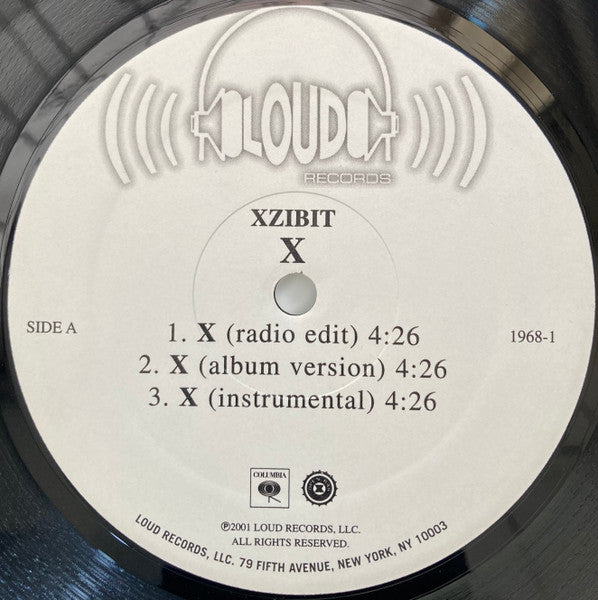 LOUD
RECORDS
XZIBIT
X
SIDE A
1968-1
1. X (radio edit) 4:26
2. X (album version) 4:26
3. X (instrumental) 4:26
COLUMBIA
℗2001 LOUD RECORDS, LLC.
ALL RIGHTS RESERVED.
LOUD RECORDS, LLC. 79 FIFTH AVENUE, NEW YORK, NY 10003